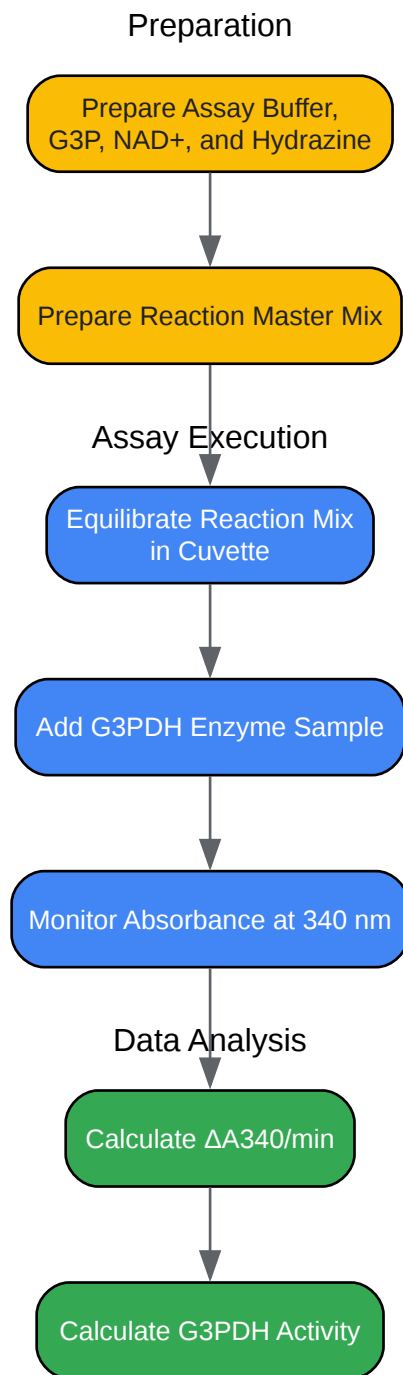 Preparation
Prepare Assay Buffer,
G3P, NAD+, and Hydrazine
Prepare Reaction Master Mix
Assay Execution
Equilibrate Reaction Mix
in Cuvette
Add G3PDH Enzyme Sample
Monitor Absorbance at 340 nm
Data Analysis
Calculate ΔA340/min
Calculate G3PDH Activity